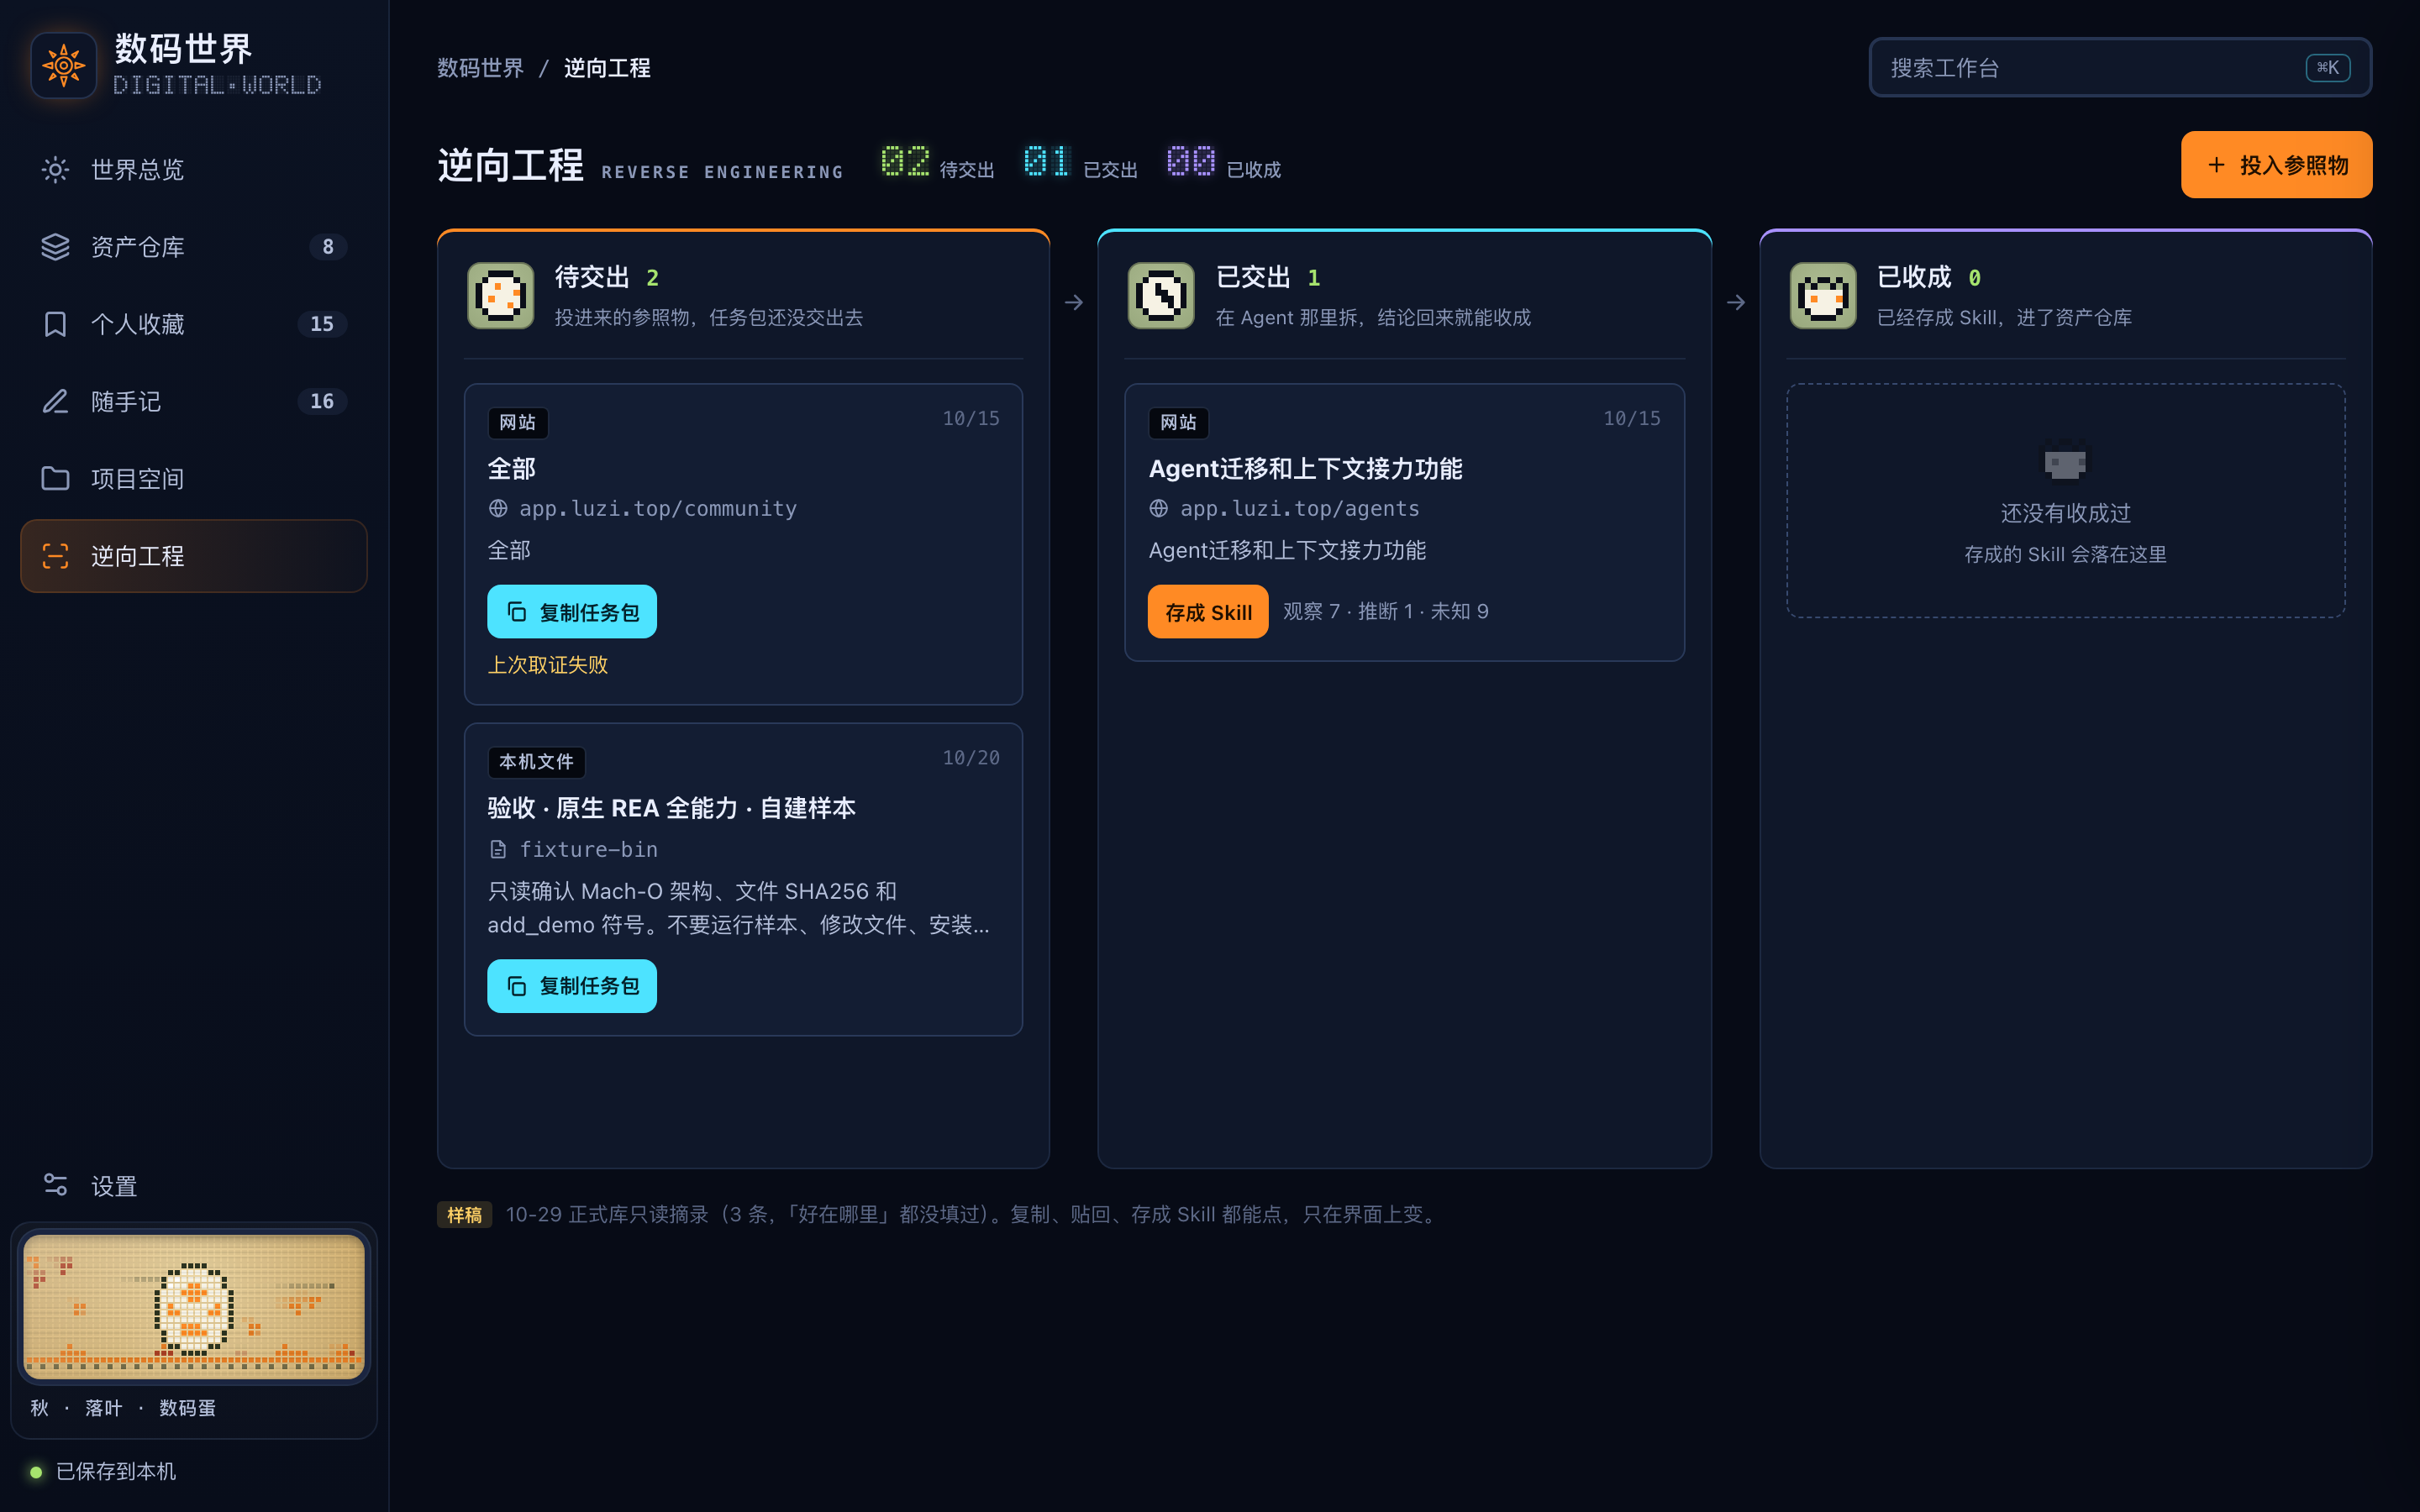 数码世界
DIGITAL·WORLD
世界总览
资产仓库 8
个人收藏 15
随手记 16
项目空间
逆向工程
设置
秋 · 落叶 · 数码蛋
已保存到本机
数码世界 / 逆向工程
搜索工作台 ⌘K
逆向工程 REVERSE ENGINEERING 02 待交出 01 已交出 00 已收成
+ 投入参照物
待交出 2
投进来的参照物，任务包还没交出去
网站 10/15
全部
app.luzi.top/community
全部
复制任务包
上次取证失败
本机文件 10/20
验收 · 原生 REA 全能力 · 自建样本
fixture-bin
只读确认 Mach-O 架构、文件 SHA256 和
add_demo 符号。不要运行样本、修改文件、安装...
复制任务包
已交出 1
在 Agent 那里拆，结论回来就能收成
网站 10/15
Agent迁移和上下文接力功能
app.luzi.top/agents
Agent迁移和上下文接力功能
存成 Skill 观察 7 · 推断 1 · 未知 9
已收成 0
已经存成 Skill，进了资产仓库
还没有收成过
存成的 Skill 会落在这里
样稿 10-29 正式库只读摘录（3 条，「好在哪里」都没填过）。复制、贴回、存成 Skill 都能点，只在界面上变。